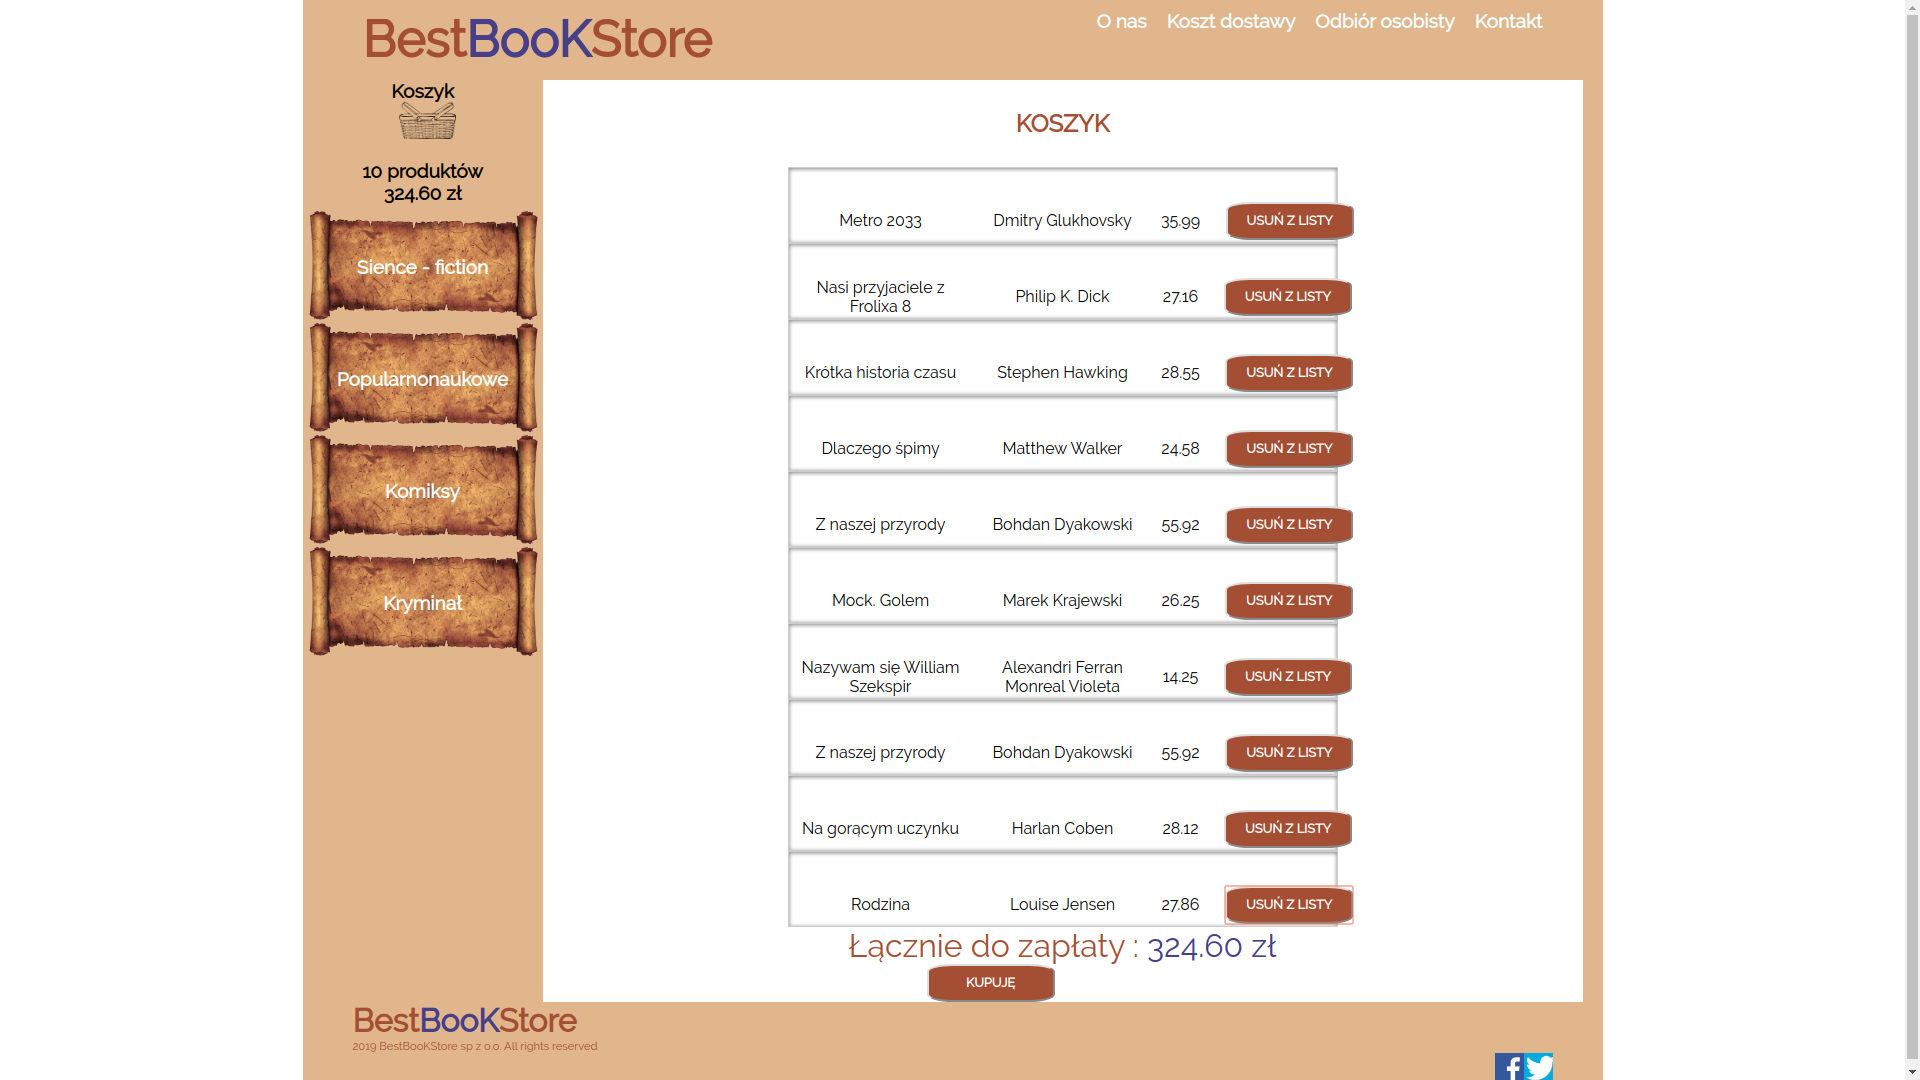 BestBooKStore
O nas Koszt dostawy Odbiór osobisty Kontakt
Koszyk
10 produktów
324.60 zł
Sience - fiction
Popularnonaukowe
Komiksy
Kryminał
KOSZYK
Metro 2033 Dmitry Glukhovsky 35.99 USUŃ Z LISTY
Nasi przyjaciele z
Frolixa 8 Philip K. Dick 27.16 USUŃ Z LISTY
Krótka historia czasu Stephen Hawking 28.55 USUŃ Z LISTY
Dlaczego śpimy Matthew Walker 24.58 USUŃ Z LISTY
Z naszej przyrody Bohdan Dyakowski 55.92 USUŃ Z LISTY
Mock. Golem Marek Krajewski 26.25 USUŃ Z LISTY
Nazywam się William Alexandri Ferran
Szekspir Monreal Violeta 14.25 USUŃ Z LISTY
Z naszej przyrody Bohdan Dyakowski 55.92 USUŃ Z LISTY
Na gorącym uczynku Harlan Coben 28.12 USUŃ Z LISTY
Rodzina Louise Jensen 27.86 USUŃ Z LISTY
Łącznie do zapłaty : 324.60 zł
KUPUJĘ
BestBooKStore
2019 BestBooKStore sp z o.o. All rights reserved